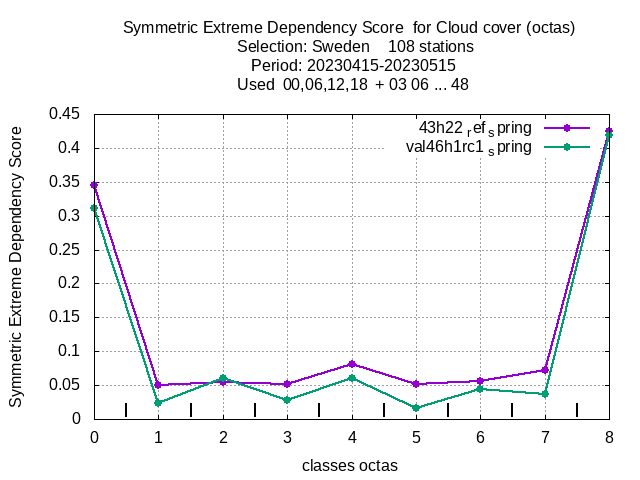 Symmetric Extreme Dependency Score for Cloud cover (octas)
Selection: Sweden 108 stations
Period: 20230415-20230515
Used 00,06,12,18 + 03 06 ... 48
43h22 ref spring
val46h1rc1 spring
0.45
0.4
0.35
0.3
0.25
0.2
0.15
0.1
0.05
0
Symmetric Extreme Dependency Score
0 1 2 3 4 5 6 7 8
classes octas